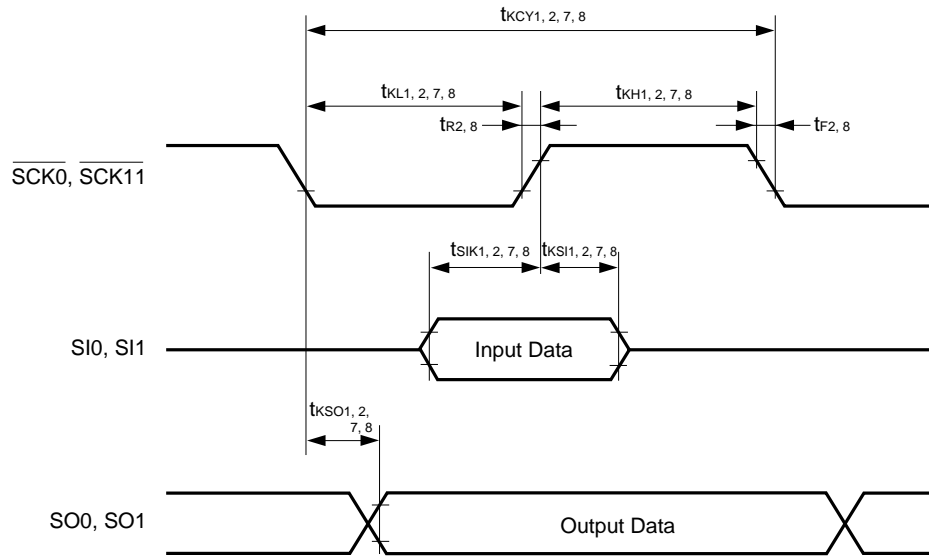 tKCY1, 2, 7, 8
tKL1, 2, 7, 8
tKH1, 2, 7, 8
tR2, 8
tF2, 8
SCK0, SCK11
tSIK1, 2, 7, 8
tKSI1, 2, 7, 8
SI0, SI1
Input Data
tKSO1, 2,
7, 8
SO0, SO1
Output Data